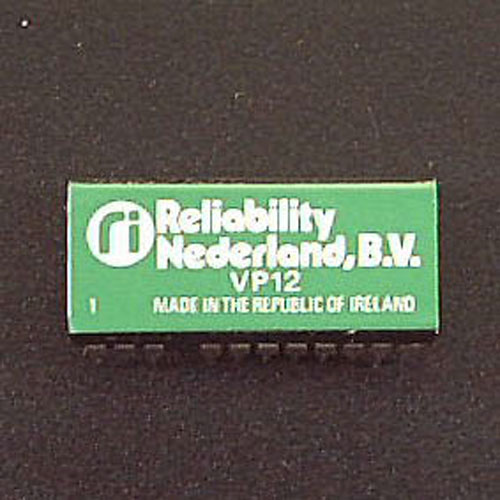 ri
Reliability
Nederland, B.V.
VP12
1 MADE IN THE REPUBLIC OF IRELAND